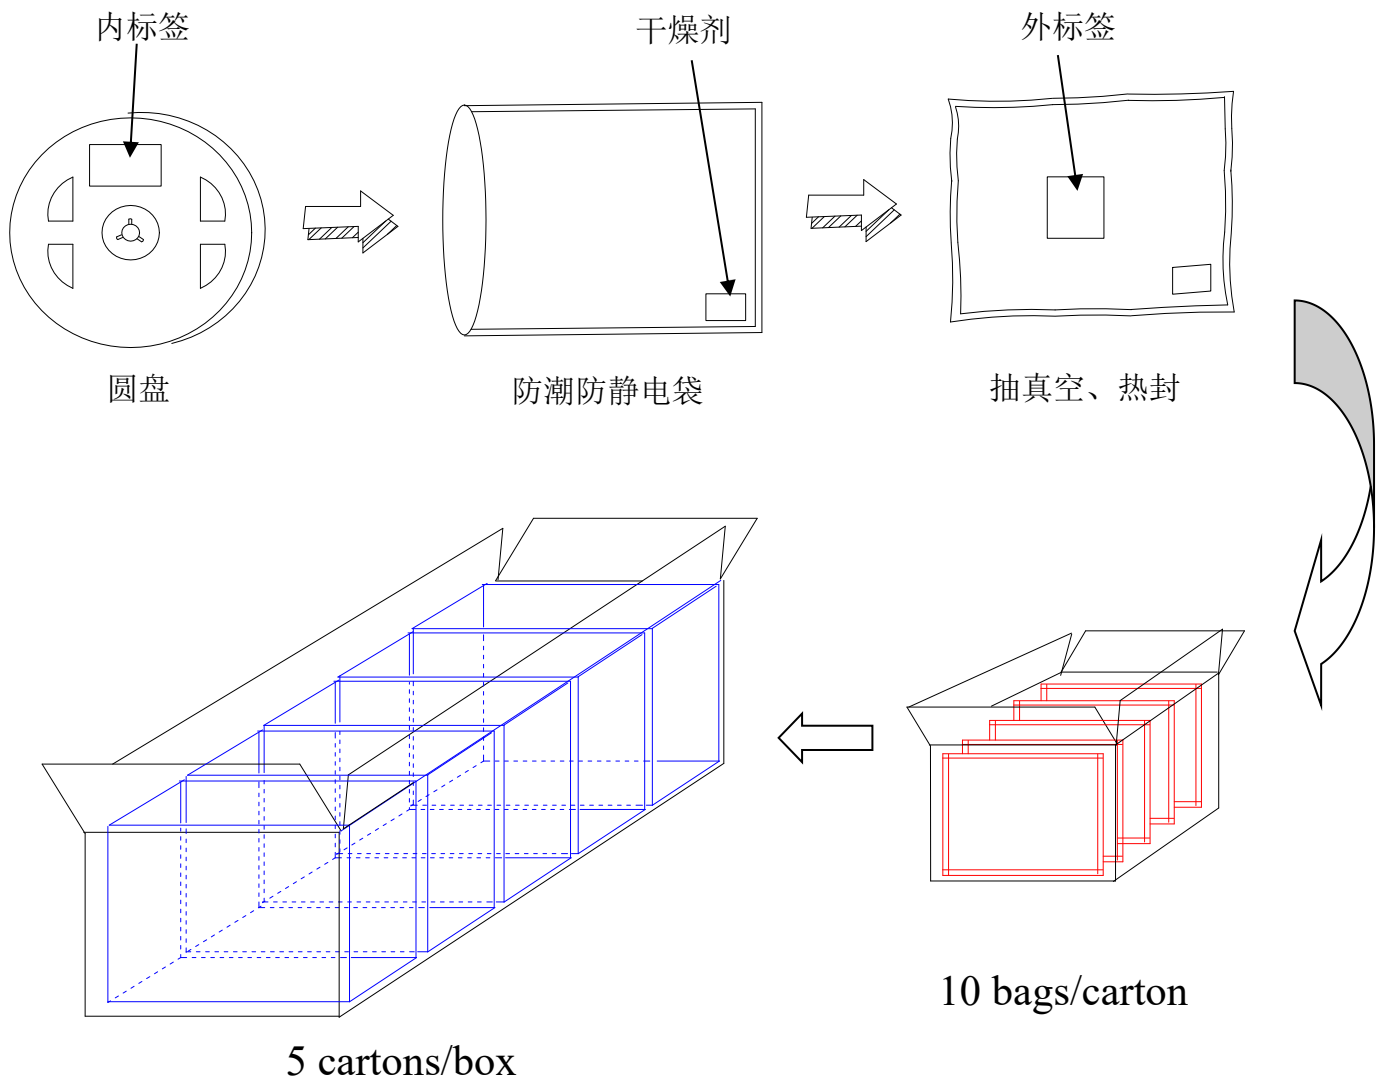 内标签
干燥剂
外标签
圆盘
防潮防静电袋
抽真空、热封
10 bags/carton
5 cartons/box